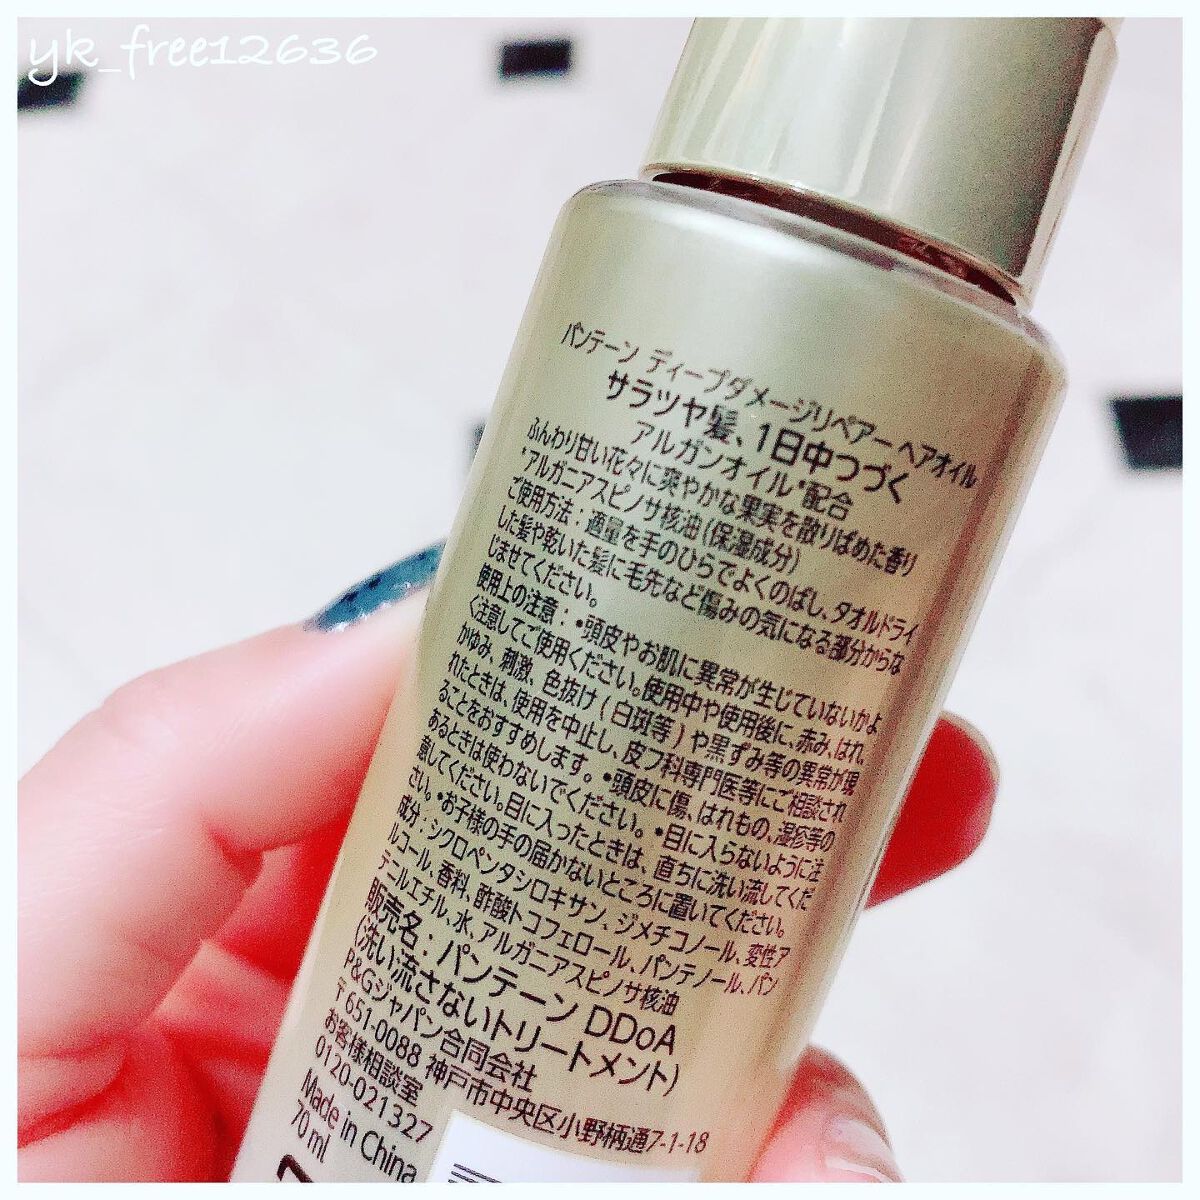 yk_free12636
パンテーン ディープダメージリペアー ヘアオイル
サラツヤ髪、1日中つづく
アルガンオイル*配合
ふんわり甘い花々に爽やかな果実を散りばめた香り
*アルガニアスピノサ核油(保湿成分)
ご使用方法:適量を手のひらでよくのばし、タオルドライ
した髪や乾いた髪に毛先など傷みの気になる部分からな
じませてください。
使用上の注意:•頭皮やお肌に異常が生じていないかよ
く注意してご使用ください。使用中や使用後に、赤み、はれ、
かゆみ、刺激、色抜け(白斑等)や黒ずみ等の異常が現
れたときは、使用を中止し、皮フ科専門医等にご相談され
ることをおすすめします。•頭皮に傷、はれもの、湿疹等の
あるときは使わないでください。•目に入らないように注
意してください。目に入ったときは、直ちに洗い流してくだ
さい。•お子様の手の届かないところに置いてください。
成分:シクロペンタシロキサン、ジメチコノール、変性ア
ルコール、香料、酢酸トコフェロール、パンテノール、パン
テニルエチル、水、アルガニアスピノサ核油
販売名:パンテーン DDoA
(洗い流さないトリートメント)
P&Gジャパン合同会社
〒651-0088 神戸市中央区小野柄通7-1-18
お客様相談室
0120-021327
Made in China
70ml